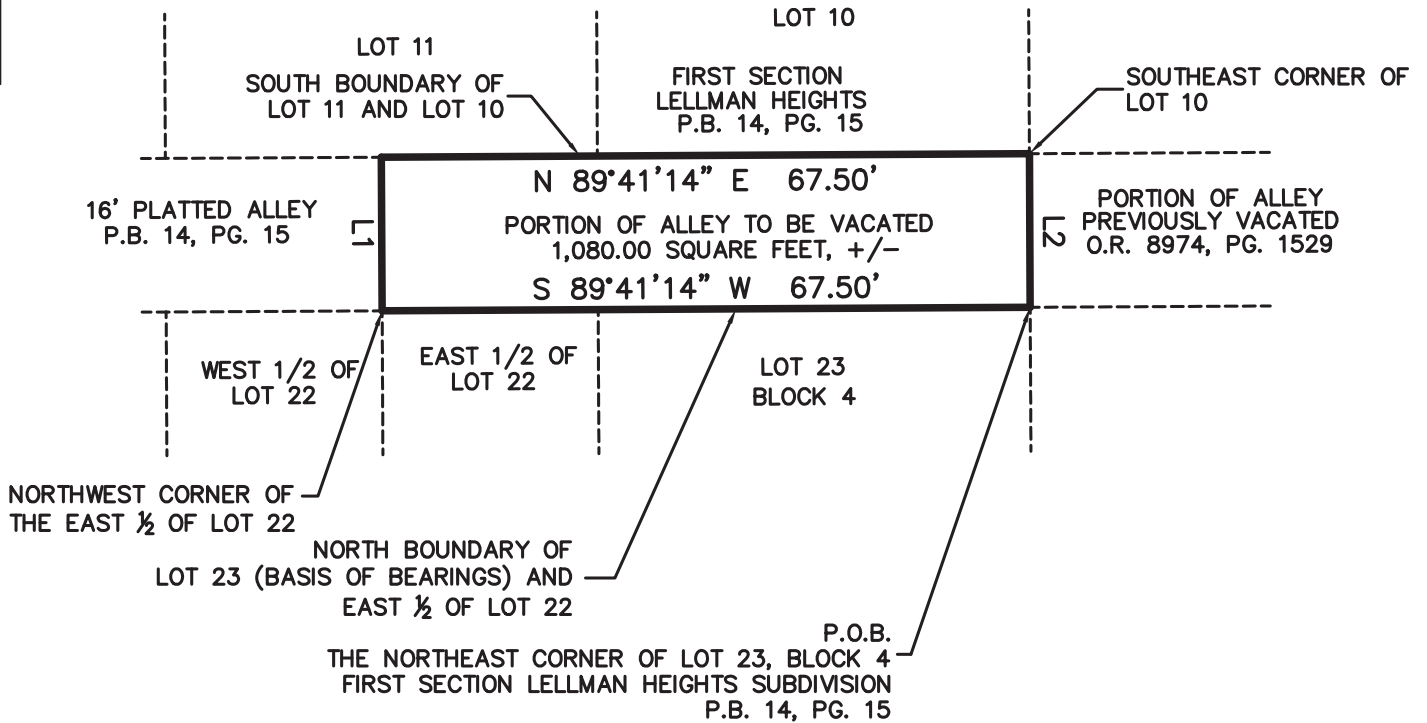 LOT 10
LOT 11
SOUTH BOUNDARY OF
LOT 11 AND LOT 10
FIRST SECTION
LELLMAN HEIGHTS
P.B. 14, PG. 15
SOUTHEAST CORNER OF
LOT 10
N 89°41'14" E 67.50'
16' PLATTED ALLEY
P.B. 14, PG. 15
L1
PORTION OF ALLEY TO BE VACATED
1,080.00 SQUARE FEET, +/-
S 89°41'14" W 67.50'
L2
PORTION OF ALLEY
PREVIOUSLY VACATED
O.R. 8974, PG. 1529
WEST 1/2 OF
LOT 22
EAST 1/2 OF
LOT 22
LOT 23
BLOCK 4
NORTHWEST CORNER OF
THE EAST ½ OF LOT 22
NORTH BOUNDARY OF
LOT 23 (BASIS OF BEARINGS) AND
EAST ½ OF LOT 22
P.O.B.
THE NORTHEAST CORNER OF LOT 23, BLOCK 4
FIRST SECTION LELLMAN HEIGHTS SUBDIVISION
P.B. 14, PG. 15